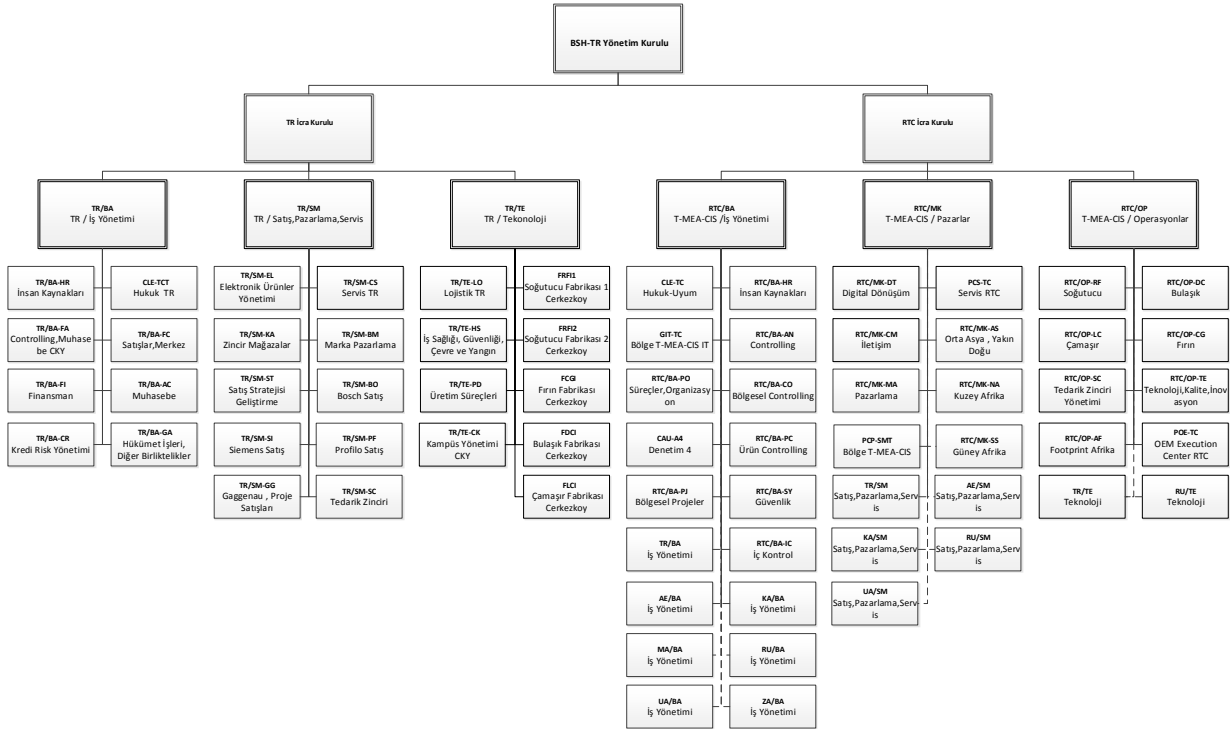 BSH-TR Yönetim Kurulu
TR İcra Kurulu
RTC İcra Kurulu
TR/BA
TR / İş Yönetimi
TR/SM
TR / Satış,Pazarlama,Servis
TR/TE
TR / Tekonoloji
RTC/BA
T-MEA-CIS /İş Yönetimi
RTC/MK
T-MEA-CIS / Pazarlar
RTC/OP
T-MEA-CIS / Operasyonlar
TR/BA-HR
İnsan Kaynakları
CLE-TCT
Hukuk TR
TR/BA-FA
Controlling,Muhase
be CKY
TR/BA-FC
Satışlar,Merkez
TR/BA-FI
Finansman
TR/BA-AC
Muhasebe
TR/BA-CR
Kredi Risk Yönetimi
TR/BA-GA
Hükümet İşleri,
Diğer Birliktelikler
TR/SM-EL
Elektronik Ürünler
Yönetimi
TR/SM-CS
Servis TR
TR/SM-KA
Zincir Mağazalar
TR/SM-BM
Marka Pazarlama
TR/SM-ST
Satış Stratejisi
Geliştirme
TR/SM-BO
Bosch Satış
TR/SM-SI
Siemens Satış
TR/SM-PF
Profilo Satış
TR/SM-GG
Gaggenau , Proje
Satışları
TR/SM-SC
Tedarik Zinciri
TR/TE-LO
Lojistik TR
FRFI1
Soğutucu Fabrikası 1
Cerkezkoy
TR/TE-HS
İş Sağlığı, Güvenliği,
Çevre ve Yangın
FRFI2
Soğutucu Fabrikası 2
Cerkezkoy
TR/TE-PD
Üretim Süreçleri
FCGI
Fırın Fabrikası
Cerkezkoy
TR/TE-CK
Kampüs Yönetimi
CKY
FDCI
Bulaşık Fabrikası
Cerkezkoy
FLCI
Çamaşır Fabrikası
Cerkezkoy
CLE-TC
Hukuk-Uyum
RTC/BA-HR
İnsan Kaynakları
GIT-TC
Bölge T-MEA-CIS IT
RTC/BA-AN
Controlling
RTC/BA-PO
Süreçler,Organizasy
on
RTC/BA-CO
Bölgesel Controlling
CAU-A4
Denetim 4
RTC/BA-PC
Ürün Controlling
RTC/BA-PJ
Bölgesel Projeler
RTC/BA-SY
Güvenlik
TR/BA
İş Yönetimi
RTC/BA-IC
İç Kontrol
AE/BA
İş Yönetimi
KA/BA
İş Yönetimi
MA/BA
İş Yönetimi
RU/BA
İş Yönetimi
UA/BA
İş Yönetimi
ZA/BA
İş Yönetimi
RTC/MK-DT
Digital Dönüşüm
PCS-TC
Servis RTC
RTC/MK-CM
İletişim
RTC/MK-AS
Orta Asya , Yakın
Doğu
RTC/MK-MA
Pazarlama
RTC/MK-NA
Kuzey Afrika
PCP-SMT
Bölge T-MEA-CIS
RTC/MK-SS
Güney Afrika
TR/SM
Satış,Pazarlama,Serv
is
AE/SM
Satış,Pazarlama,Serv
is
KA/SM
Satış,Pazarlama,Serv
is
RU/SM
Satış,Pazarlama,Serv
is
UA/SM
Satış,Pazarlama,Serv
is
RTC/OP-RF
Soğutucu
RTC/OP-DC
Bulaşık
RTC/OP-LC
Çamaşır
RTC/OP-CG
Fırın
RTC/OP-SC
Tedarik Zinciri
Yönetimi
RTC/OP-TE
Teknoloji,Kalite,İnov
asyon
RTC/OP-AF
Footprint Afrika
POE-TC
OEM Execution
Center RTC
TR/TE
Teknoloji
RU/TE
Teknoloji